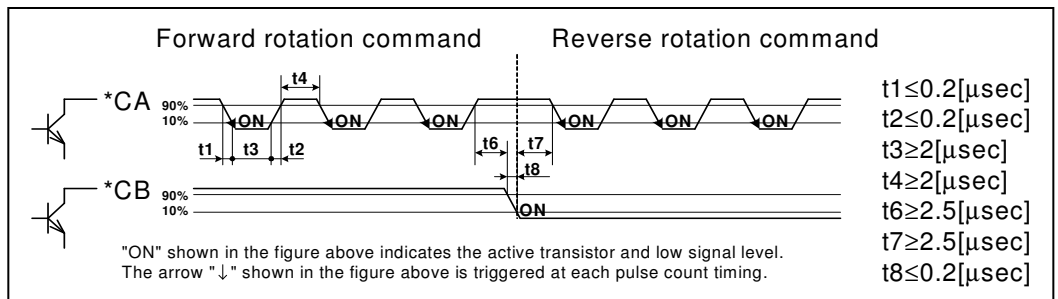 Forward rotation command
Reverse rotation command
t4
*CA
90%
10%
ON
ON
ON
ON
ON
ON
t1
t3
t2
t6
t7
t8
*CB
90%
10%
ON
"ON" shown in the figure above indicates the active transistor and low signal level.
The arrow "↓" shown in the figure above is triggered at each pulse count timing.
t1≤0.2[μsec]
t2≤0.2[μsec]
t3≥2[μsec]
t4≥2[μsec]
t6≥2.5[μsec]
t7≥2.5[μsec]
t8≤0.2[μsec]